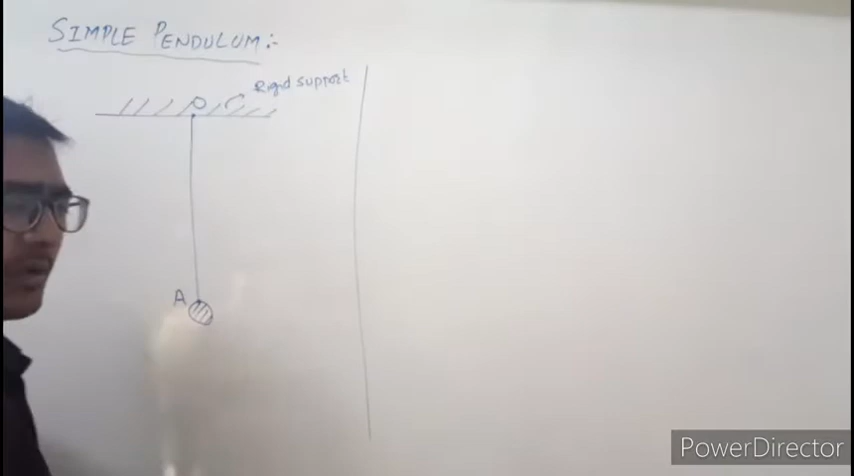 SIMPLE PENDULUM:-
Rigid support
O
A
PowerDirector